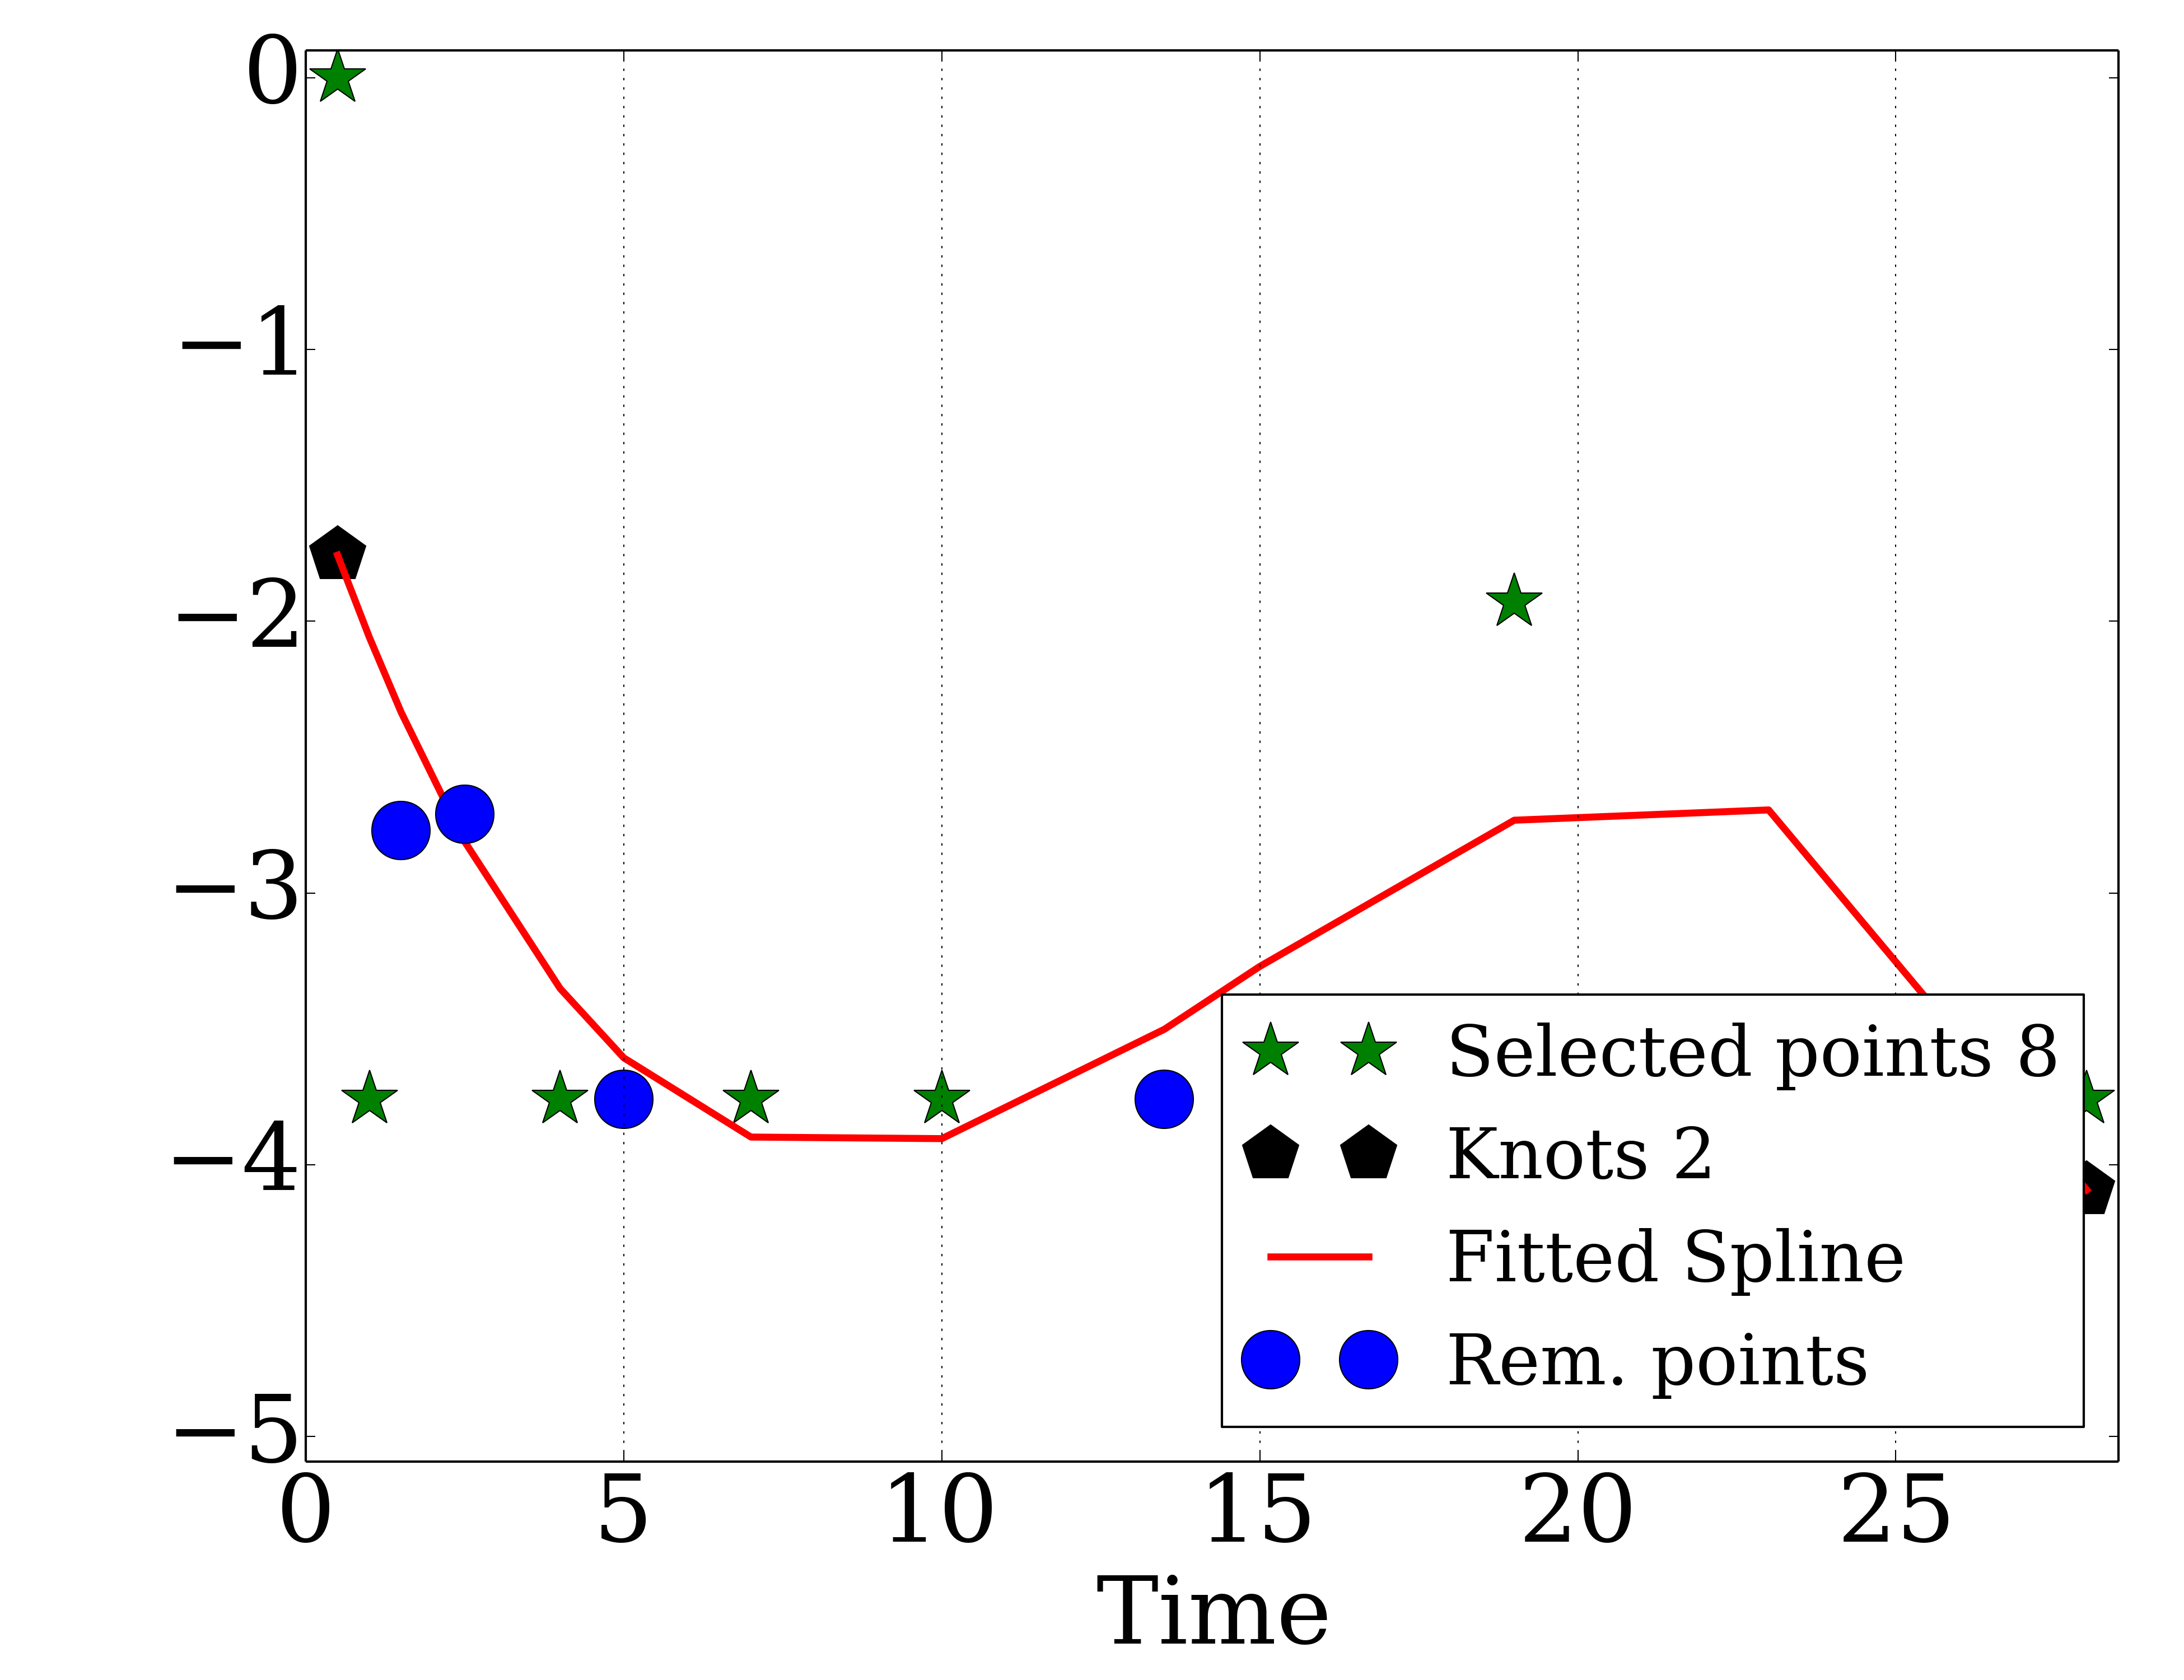 0
−1
−2
−3
−4
−5
0 5 10 15 20 25
Time
Selected points 8
Knots 2
Fitted Spline
Rem. points